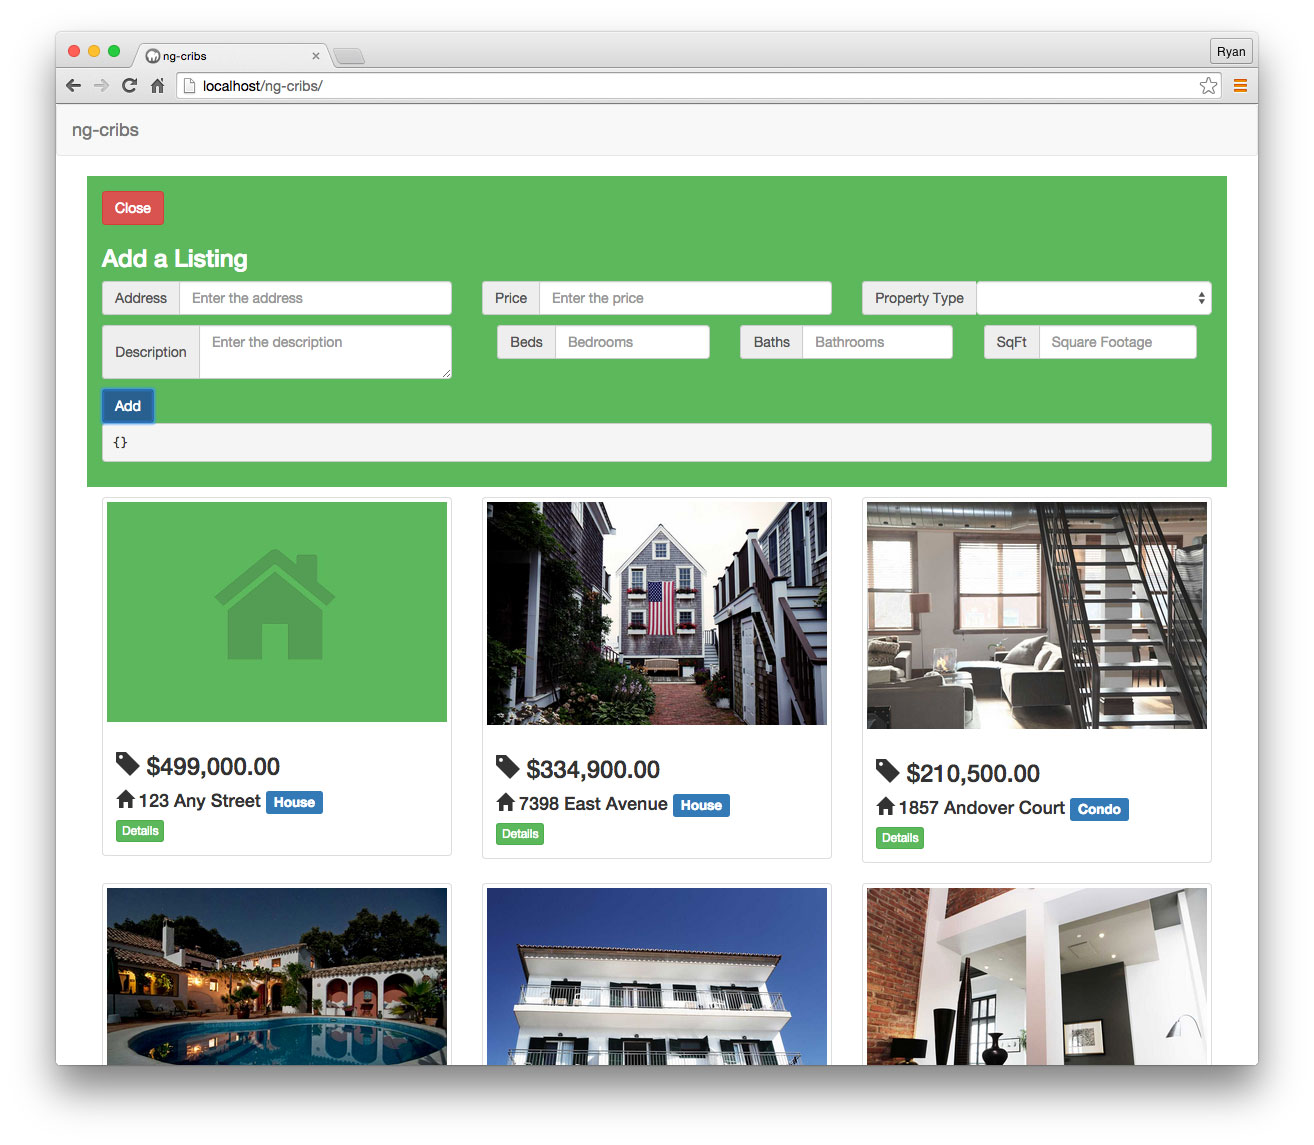 ng-cribs
Ryan
localhost/ng-cribs/
ng-cribs
Close
Add a Listing
Address Enter the address Price Enter the price Property Type
Description Enter the description Beds Bedrooms Baths Bathrooms SqFt Square Footage
Add
{}
$499,000.00
123 Any Street House
Details
$334,900.00
7398 East Avenue House
Details
$210,500.00
1857 Andover Court Condo
Details